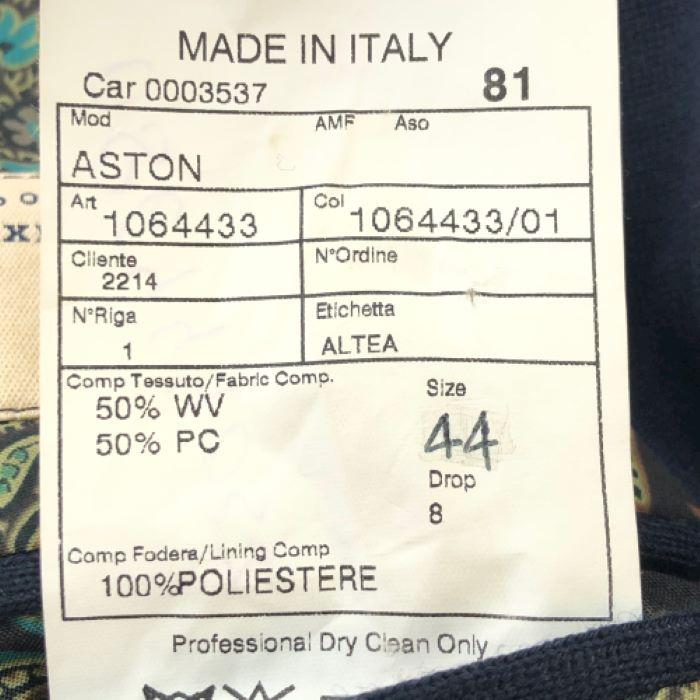 MADE IN ITALY
Car 0003537 81
Mod AMF Aso
ASTON
Art 1064433 Col 1064433/01
Cliente N°Ordine
2214
N°Riga Etichetta
1 ALTEA
Comp Tessuto/Fabric Comp. Size
50% WV 44
50% PC
Drop
8
Comp Fodera/Lining Comp
100%POLIESTERE
Professional Dry Clean Only